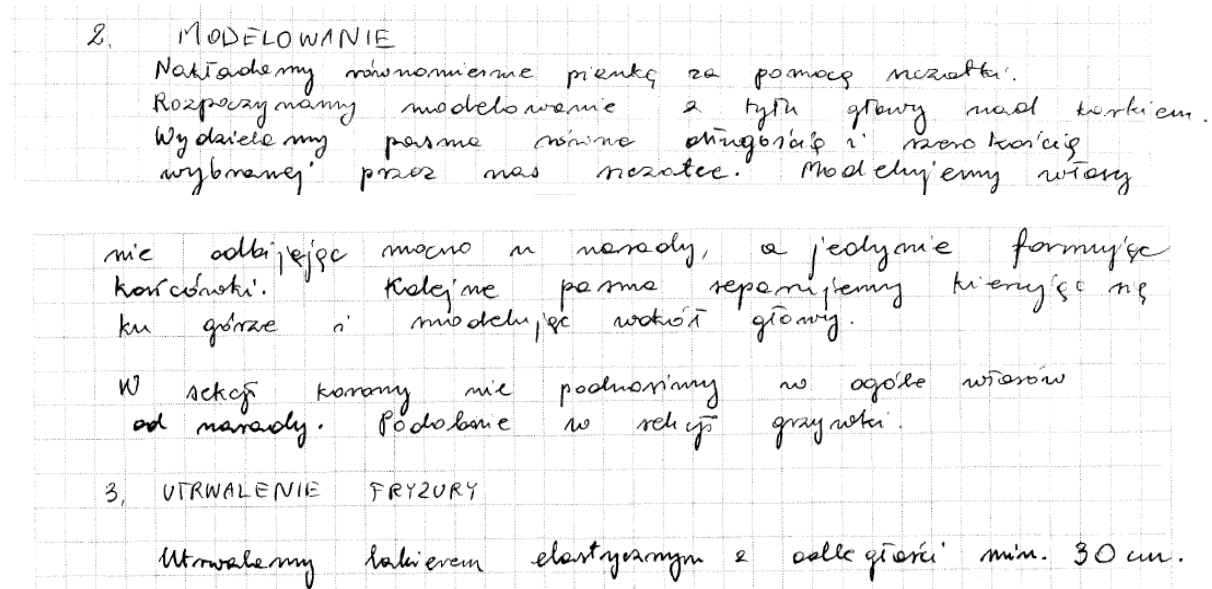 2. MODELOWANIE
Nakładamy równomiernie piankę za pomocą szczotki.
Rozpoczynamy modelowanie z tyłu głowy nad karkiem.
Wydzielamy pasma równe długością i szerokością
wybranej przez nas szczotce. Modelujemy włosy
nie odbijając mocno u nasady, a jedynie formując
końcówki. Kolejne pasma separujemy kierując się
ku górze i modelując wokół głowy.
W sekcji korony nie podnosimy w ogóle włosów
od nasady. Podobnie w sekcji grzywki.
3, UTRWALENIE FRYZURY
Utrwalamy lakierem elastycznym z odległości min. 30 cm.